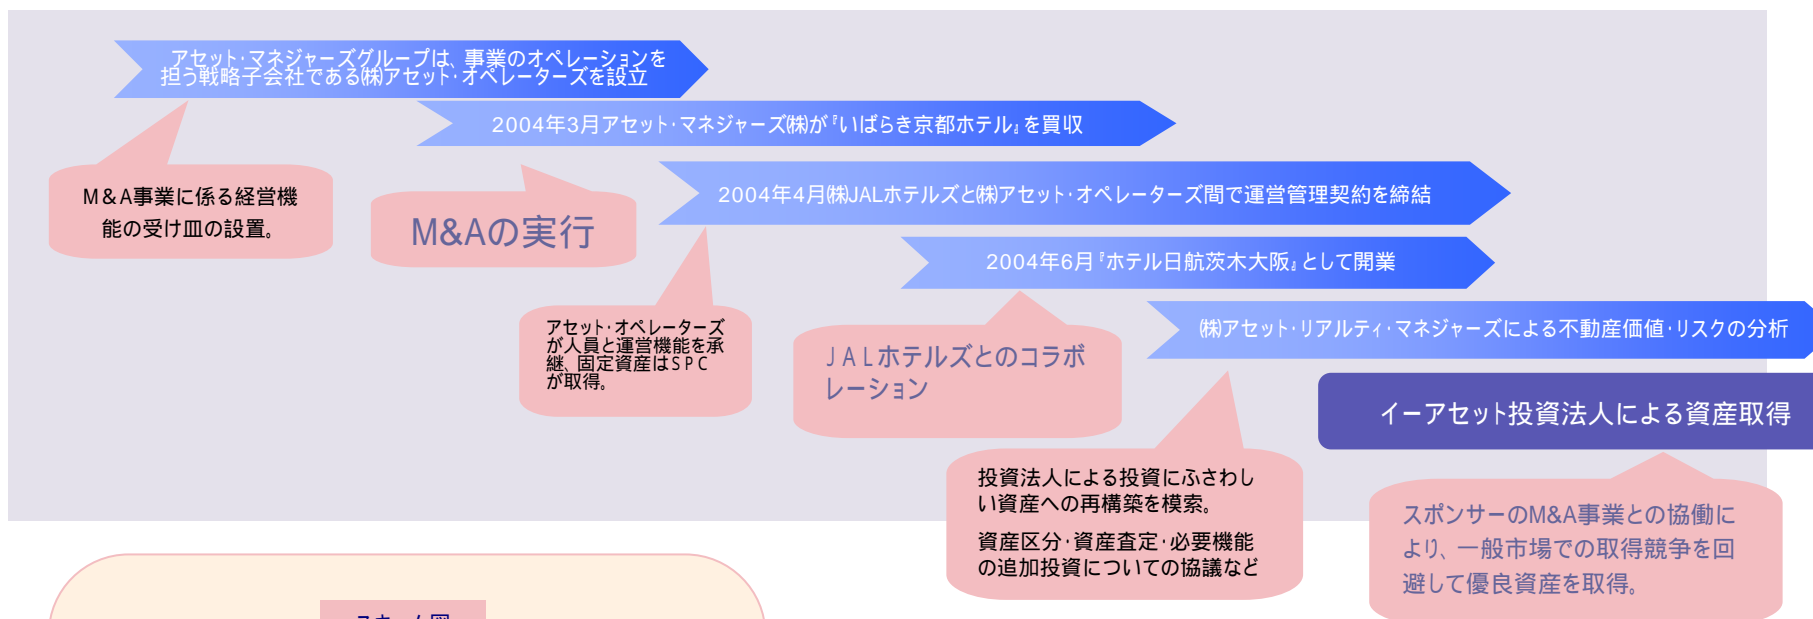 アセット・マネジャーズグループは、事業のオペレーションを
担う戦略子会社である㈱アセット・オペレーターズを設立
2004年3月アセット・マネジャーズ㈱が『いばらき京都ホテル』を買収
M&A事業に係る経営機
能の受け皿の設置。
M&Aの実行
2004年4月㈱JALホテルズと㈱アセット・オペレーターズ間で運営管理契約を締結
2004年6月『ホテル日航茨木大阪』として開業
アセット・オペレーターズ
が人員と運営機能を承
継、固定資産はSPC
が取得。
JALホテルズとのコラボ
レーション
㈱アセット・リアルティ・マネジャーズによる不動産価値・リスクの分析
イーアセット投資法人による資産取得
投資法人による投資にふさわし
い資産への再構築を模索。
資産区分・資産査定・必要機能
の追加投資についての協議など
スポンサーのM&A事業との協働に
より、一般市場での取得競争を回
避して優良資産を取得。
スキーム図